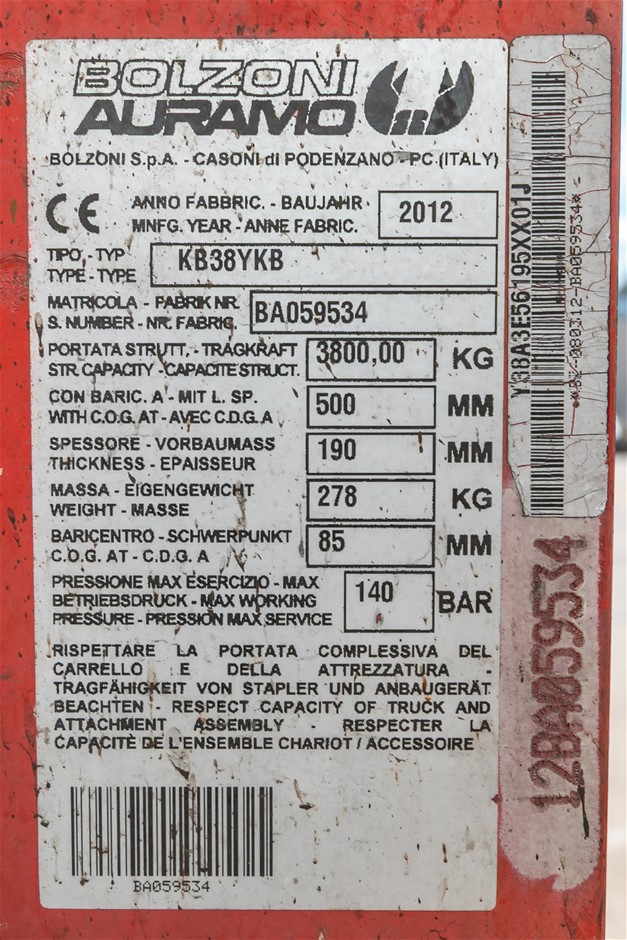 BOLZONI
AURAMO
BOLZONI S.p.A. - CASONI di PODENZANO - PC (ITALY)
CE
ANNO FABBRIC. - BAUJAHR
MNFG. YEAR - ANNE FABRIC.
2012
TIPO - TYP
TYPE - TYPE
KB38YKB
MATRICOLA - FABRIK NR.
S. NUMBER - NR. FABRIC.
BA059534
PORTATA STRUTT. - TRAGKRAFT
STR. CAPACITY - CAPACITE STRUCT.
3800,00 KG
CON BARIC. A' - MIT L. SP.
WITH C.O.G. AT - AVEC C.D.G. A
500 MM
SPESSORE - VORBAUMASS
THICKNESS - EPAISSEUR
190 MM
MASSA - EIGENGEWICHT
WEIGHT - MASSE
278 KG
BARICENTRO - SCHWERPUNKT
C.O.G. AT - C.D.G. A
85 MM
PRESSIONE MAX ESERCIZIO - MAX
BETRIEBSDRUCK - MAX WORKING
PRESSURE - PRESSION MAX SERVICE
140 BAR
RISPETTARE LA PORTATA COMPLESSIVA DEL
CARRELLO E DELLA ATTREZZATURA -
TRAGFÄHIGKEIT VON STAPLER UND ANBAUGERÄT
BEACHTEN - RESPECT CAPACITY OF TRUCK AND
ATTACHMENT ASSEMBLY - RESPECTER LA
CAPACITÈ DE L'ENSEMBLE CHARIOT / ACCESSOIRE
BA059534
Y38A3E56195XX01J
12BA059534